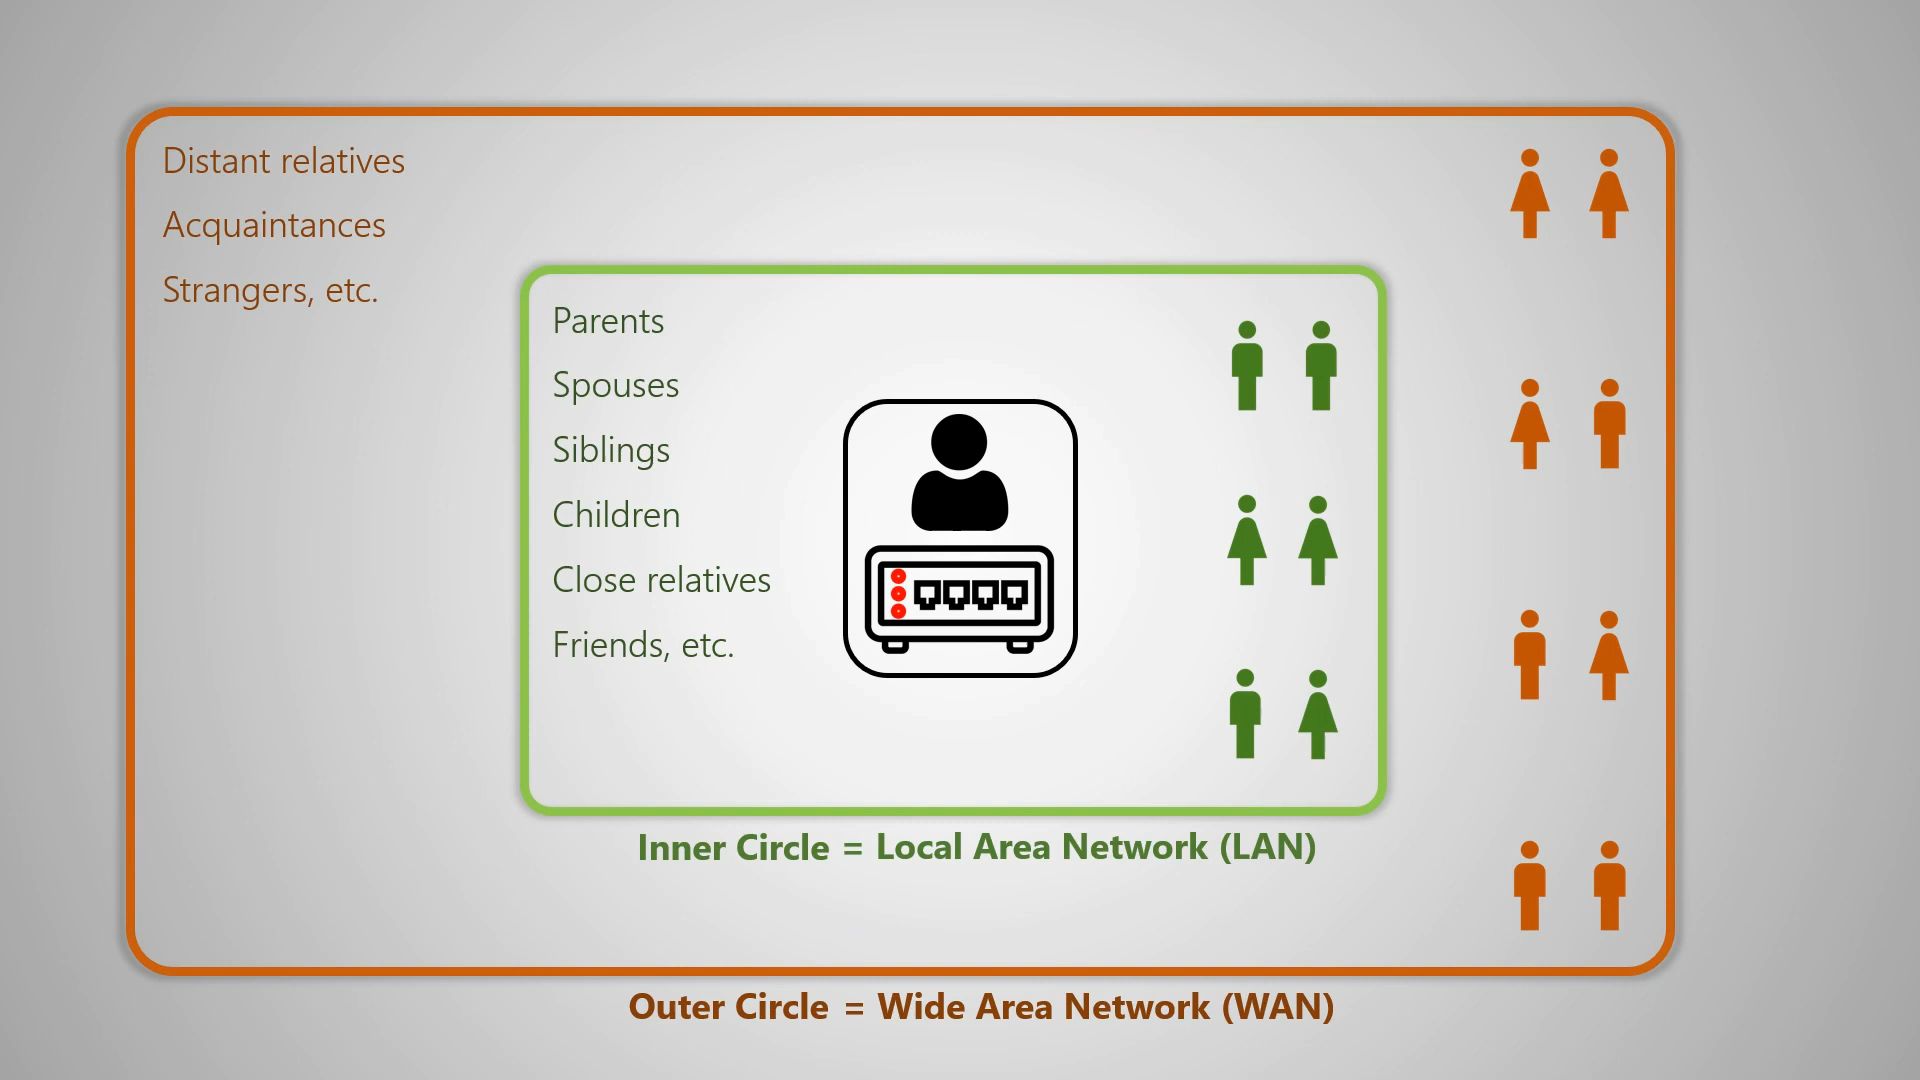 Distant relatives
Acquaintances
Strangers, etc.
Parents
Spouses
Siblings
Children
Close relatives
Friends, etc.
Inner Circle = Local Area Network (LAN)
Outer Circle = Wide Area Network (WAN)